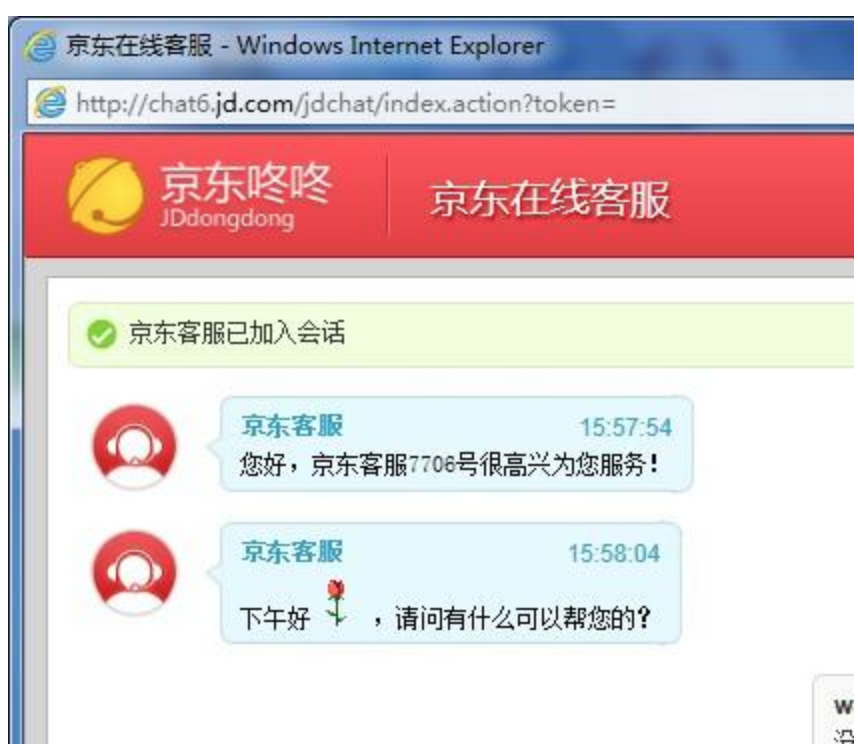 京东在线客服 - Windows Internet Explorer
http://chat6.jd.com/jdchat/index.action?token=
京东咚咚
JDdongdong
京东在线客服
京东客服已加入会话
京东客服 15:57:54
您好，京东客服7706号很高兴为您服务！
京东客服 15:58:04
下午好 ，请问有什么可以帮您的？
w